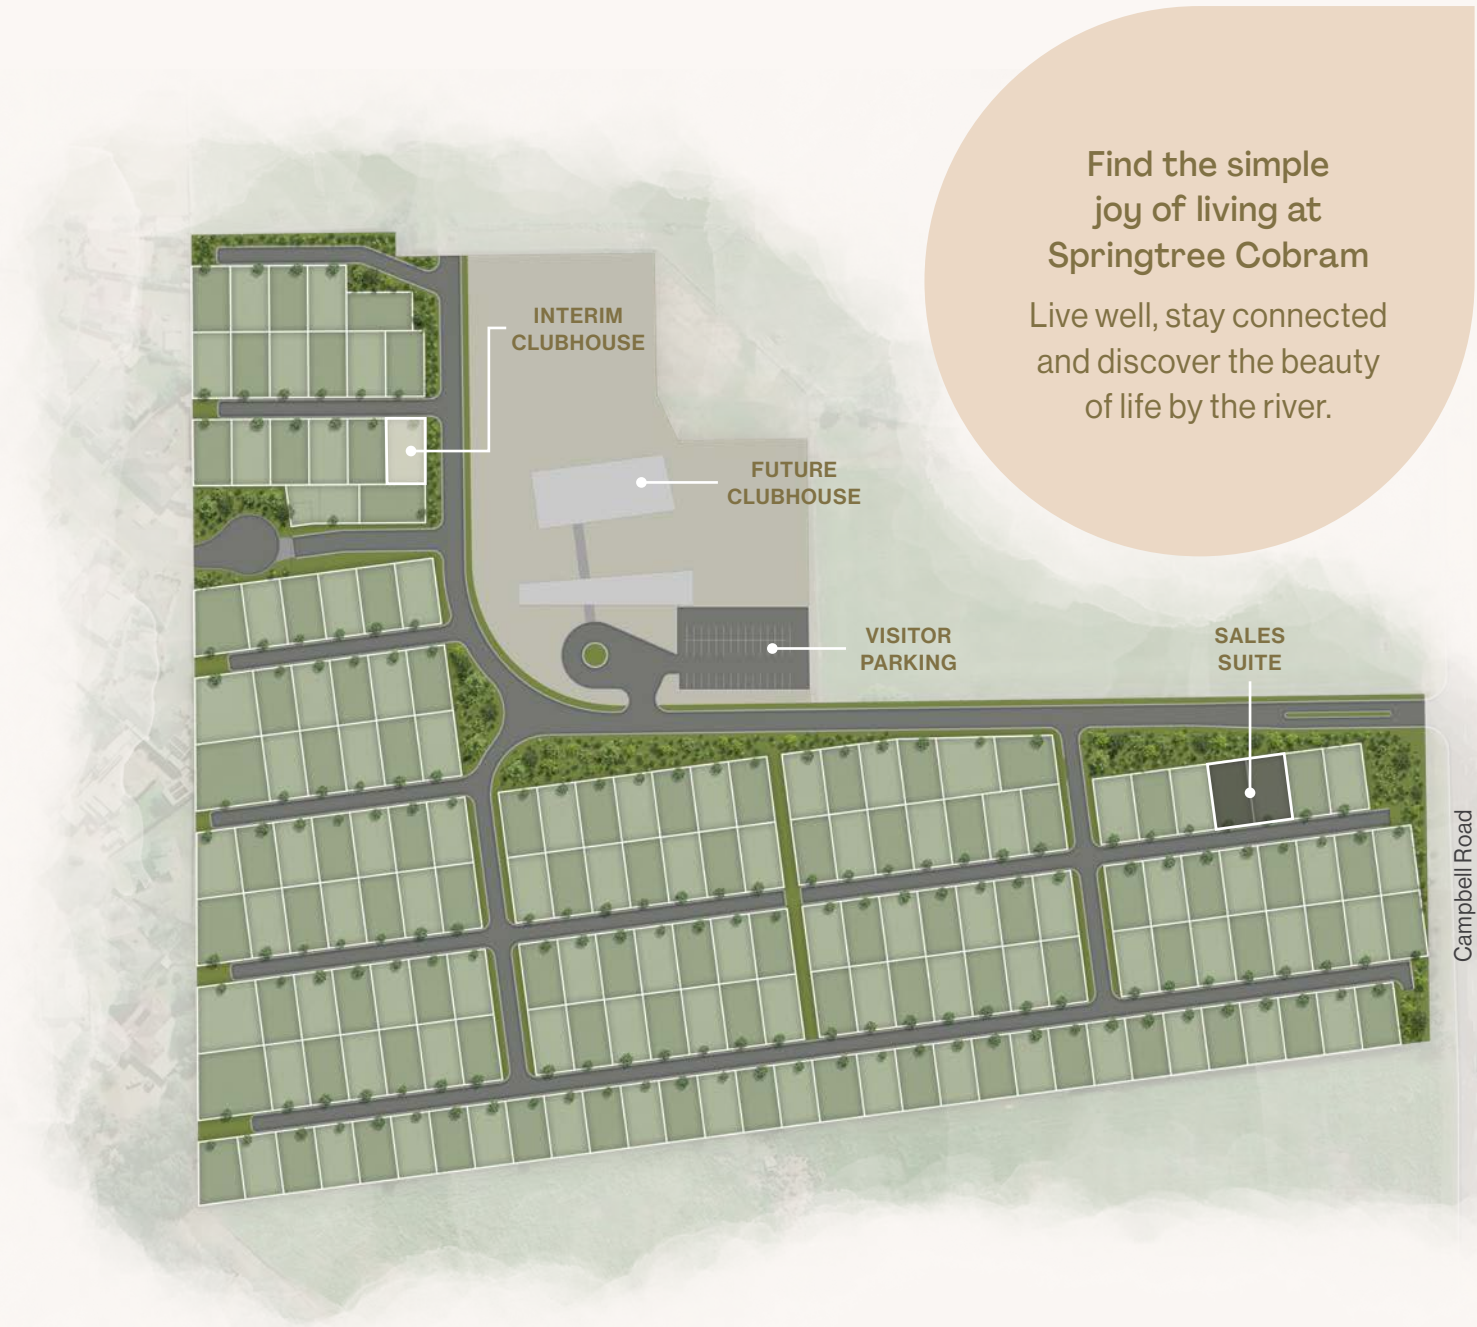 Find the simple
joy of living at
Springtree Cobram
Live well, stay connected
and discover the beauty
of life by the river.
INTERIM
CLUBHOUSE
FUTURE
CLUBHOUSE
VISITOR
PARKING
SALES
SUITE
Campbell Road